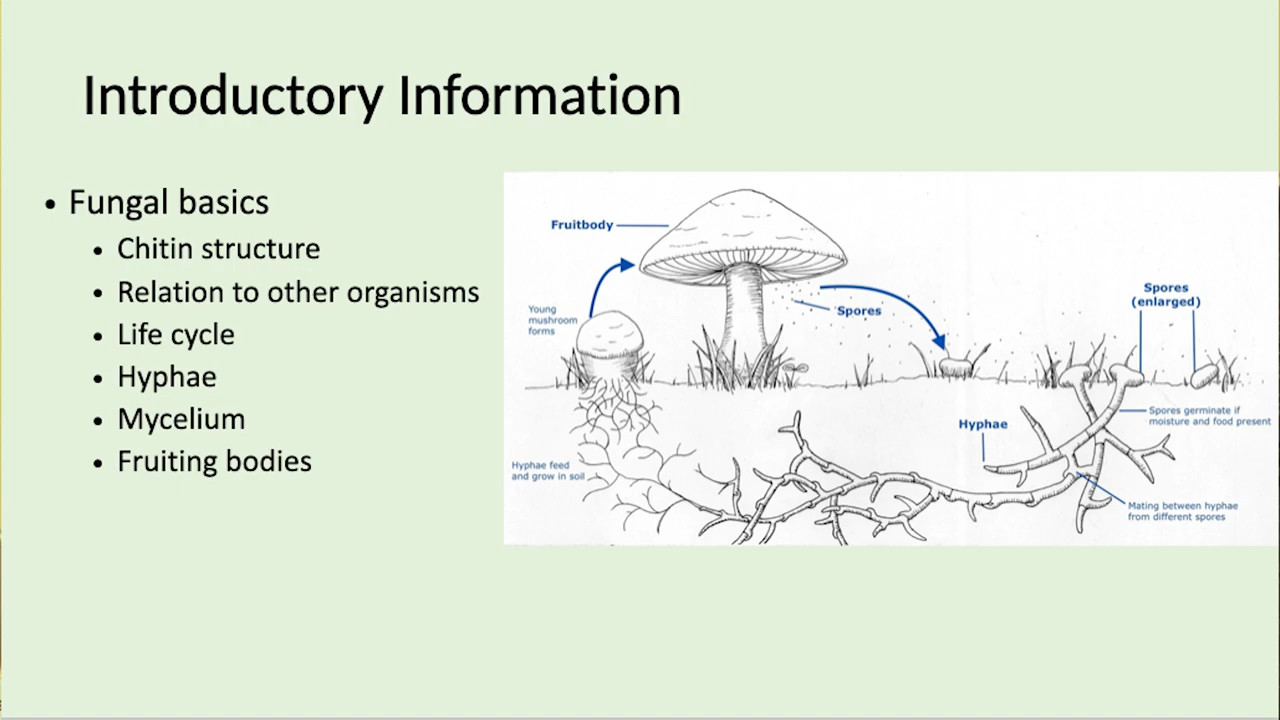 Introductory Information
• Fungal basics
• Chitin structure
• Relation to other organisms
• Life cycle
• Hyphae
• Mycelium
• Fruiting bodies
Fruitbody
Young
mushroom
forms
Spores
Spores
(enlarged)
Hyphae
Spores germinate if
moisture and food present
Hyphae feed
and grow in soil
Mating between hyphae
from different spores